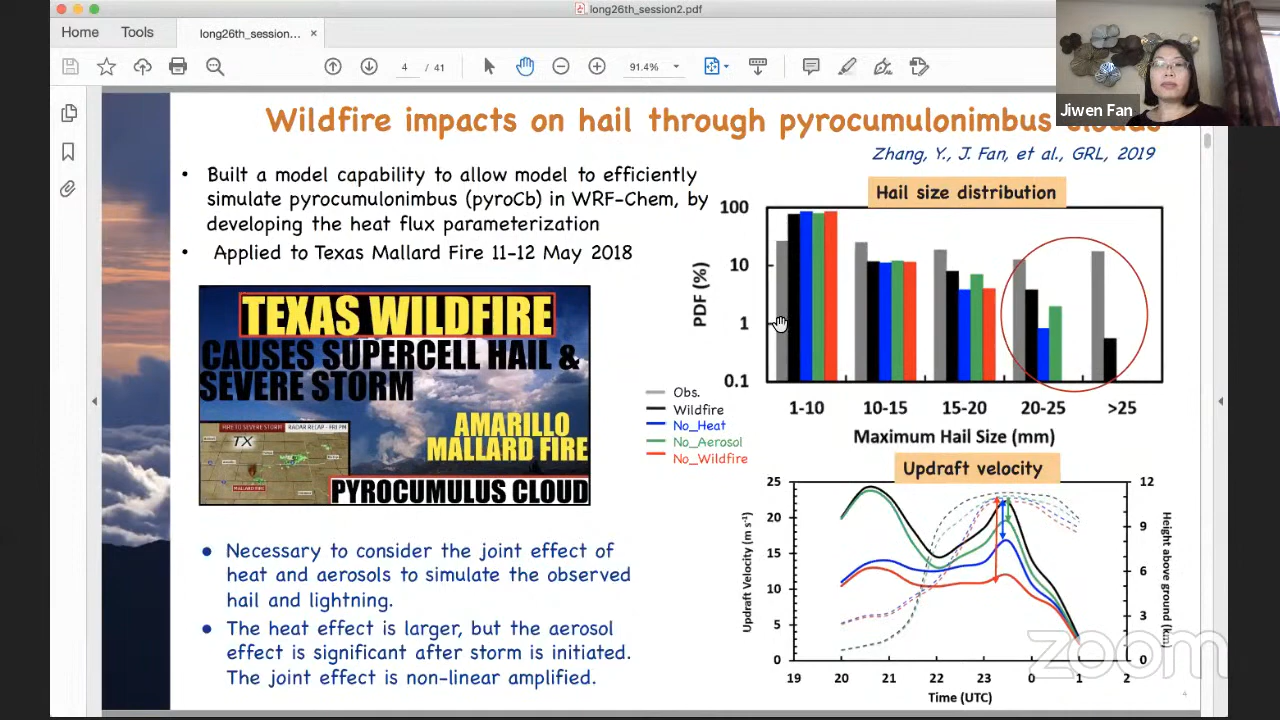 long26th_session2.pdf
Home
Tools
long26th_session...
4 / 41
91.4%
Jiwen Fan
Wildfire impacts on hail through pyrocumulonimbus clouds
Zhang, Y., J. Fan, et al., GRL, 2019
• Built a model capability to allow model to efficiently
simulate pyrocumulonimbus (pyroCb) in WRF-Chem, by
developing the heat flux parameterization
• Applied to Texas Mallard Fire 11-12 May 2018
TEXAS WILDFIRE
CAUSES SUPERCELL HAIL &
SEVERE STORM
AMARILLO
MALLARD FIRE
TX
PYROCUMULUS CLOUD
• Necessary to consider the joint effect of
heat and aerosols to simulate the observed
hail and lightning.
• The heat effect is larger, but the aerosol
effect is significant after storm is initiated.
The joint effect is non-linear amplified.
Hail size distribution
PDF (%)
100
10
1
0.1
1-10
10-15
15-20
20-25
>25
Maximum Hail Size (mm)
Obs.
Wildfire
No_Heat
No_Aerosol
No_Wildfire
Updraft velocity
Updraft Velocity (m s-1)
25
20
15
10
5
0
12
9
6
3
0
Height above ground (km)
19
20
21
22
23
0
1
2
Time (UTC)
zoom
4